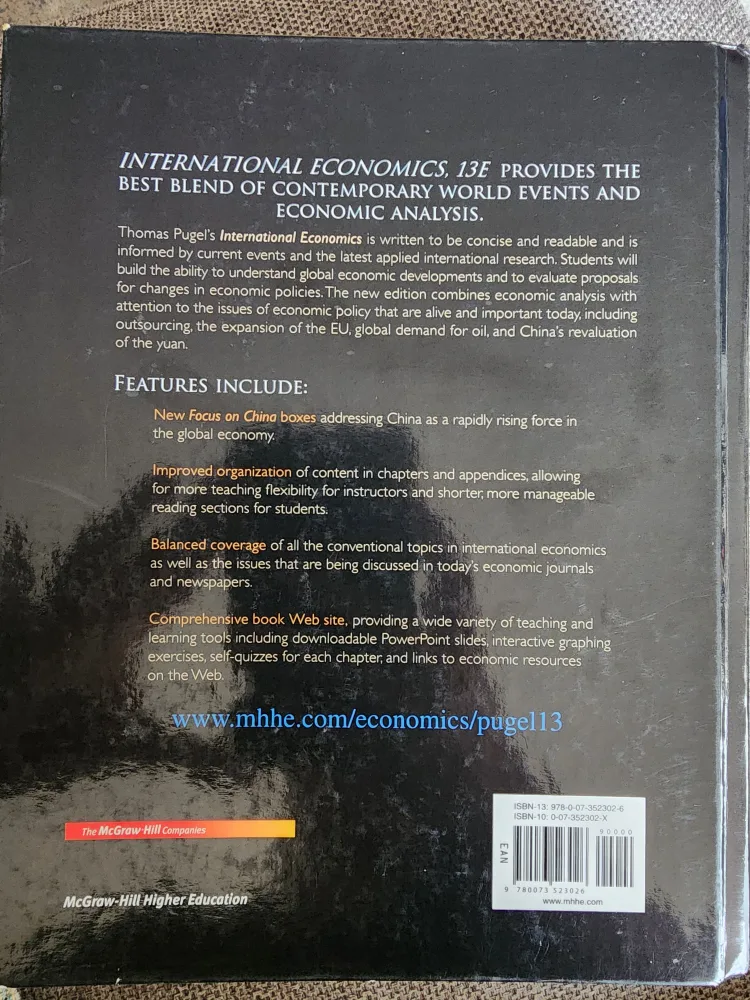 INTERNATIONAL ECONOMICS, 13E PROVIDES THE
BEST BLEND OF CONTEMPORARY WORLD EVENTS AND
ECONOMIC ANALYSIS.
Thomas Pugel's International Economics is written to be concise and readable and is
informed by current events and the latest applied international research. Students will
build the ability to understand global economic developments and to evaluate proposals
for changes in economic policies. The new edition combines economic analysis with
attention to the issues of economic policy that are alive and important today, including
outsourcing, the expansion of the EU, global demand for oil, and China's revaluation
of the yuan.
FEATURES INCLUDE:
New Focus on China boxes addressing China as a rapidly rising force in
the global economy.
Improved organization of content in chapters and appendices, allowing
for more teaching flexibility for instructors and shorter, more manageable
reading sections for students.
Balanced coverage of all the conventional topics in international economics
as well as the issues that are being discussed in today's economic journals
and newspapers.
Comprehensive book Web site, providing a wide variety of teaching and
learning tools including downloadable PowerPoint slides, interactive graphing
exercises, self-quizzes for each chapter, and links to economic resources
on the Web.
www.mhhe.com/economics/pugel13
The McGraw-Hill Companies
McGraw-Hill Higher Education
ISBN-13: 978-0-07-352302-6
ISBN-10: 0-07-352302-X
90000
EAN
9 780073 523026
www.mhhe.com